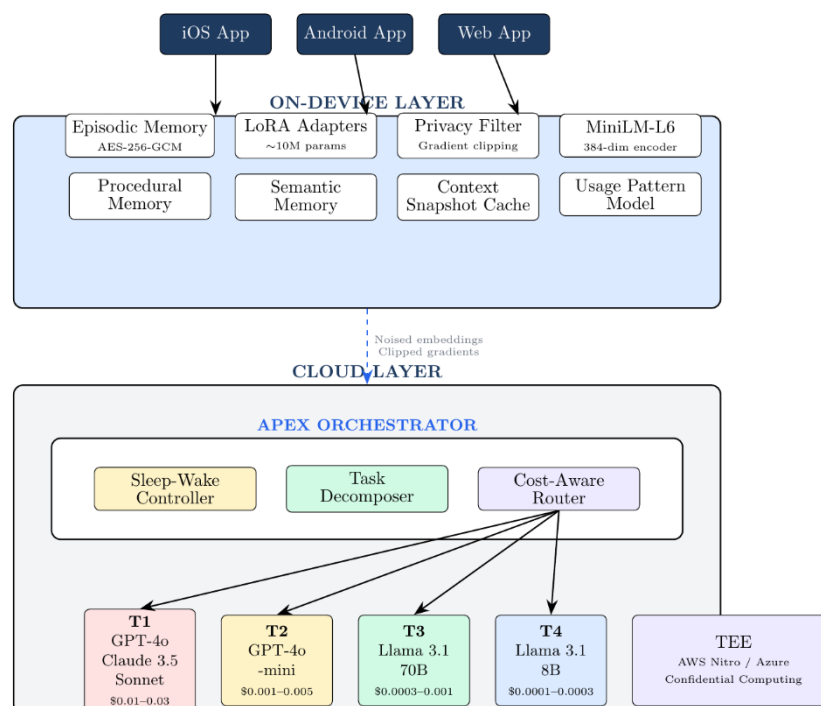 iOS App
Android App
Web App
ON-DEVICE LAYER
Episodic Memory
AES-256-GCM
LoRA Adapters
~10M params
Privacy Filter
Gradient clipping
MiniLM-L6
384-dim encoder
Procedural
Memory
Semantic
Memory
Context
Snapshot Cache
Usage Pattern
Model
Noised embeddings
Clipped gradients
CLOUD LAYER
APEX ORCHESTRATOR
Sleep-Wake
Controller
Task
Decomposer
Cost-Aware
Router
T1
GPT-4o
Claude 3.5
Sonnet
$0.01–0.03
T2
GPT-4o
-mini
$0.001–0.005
T3
Llama 3.1
70B
$0.0003–0.001
T4
Llama 3.1
8B
$0.0001–0.0003
TEE
AWS Nitro / Azure
Confidential Computing